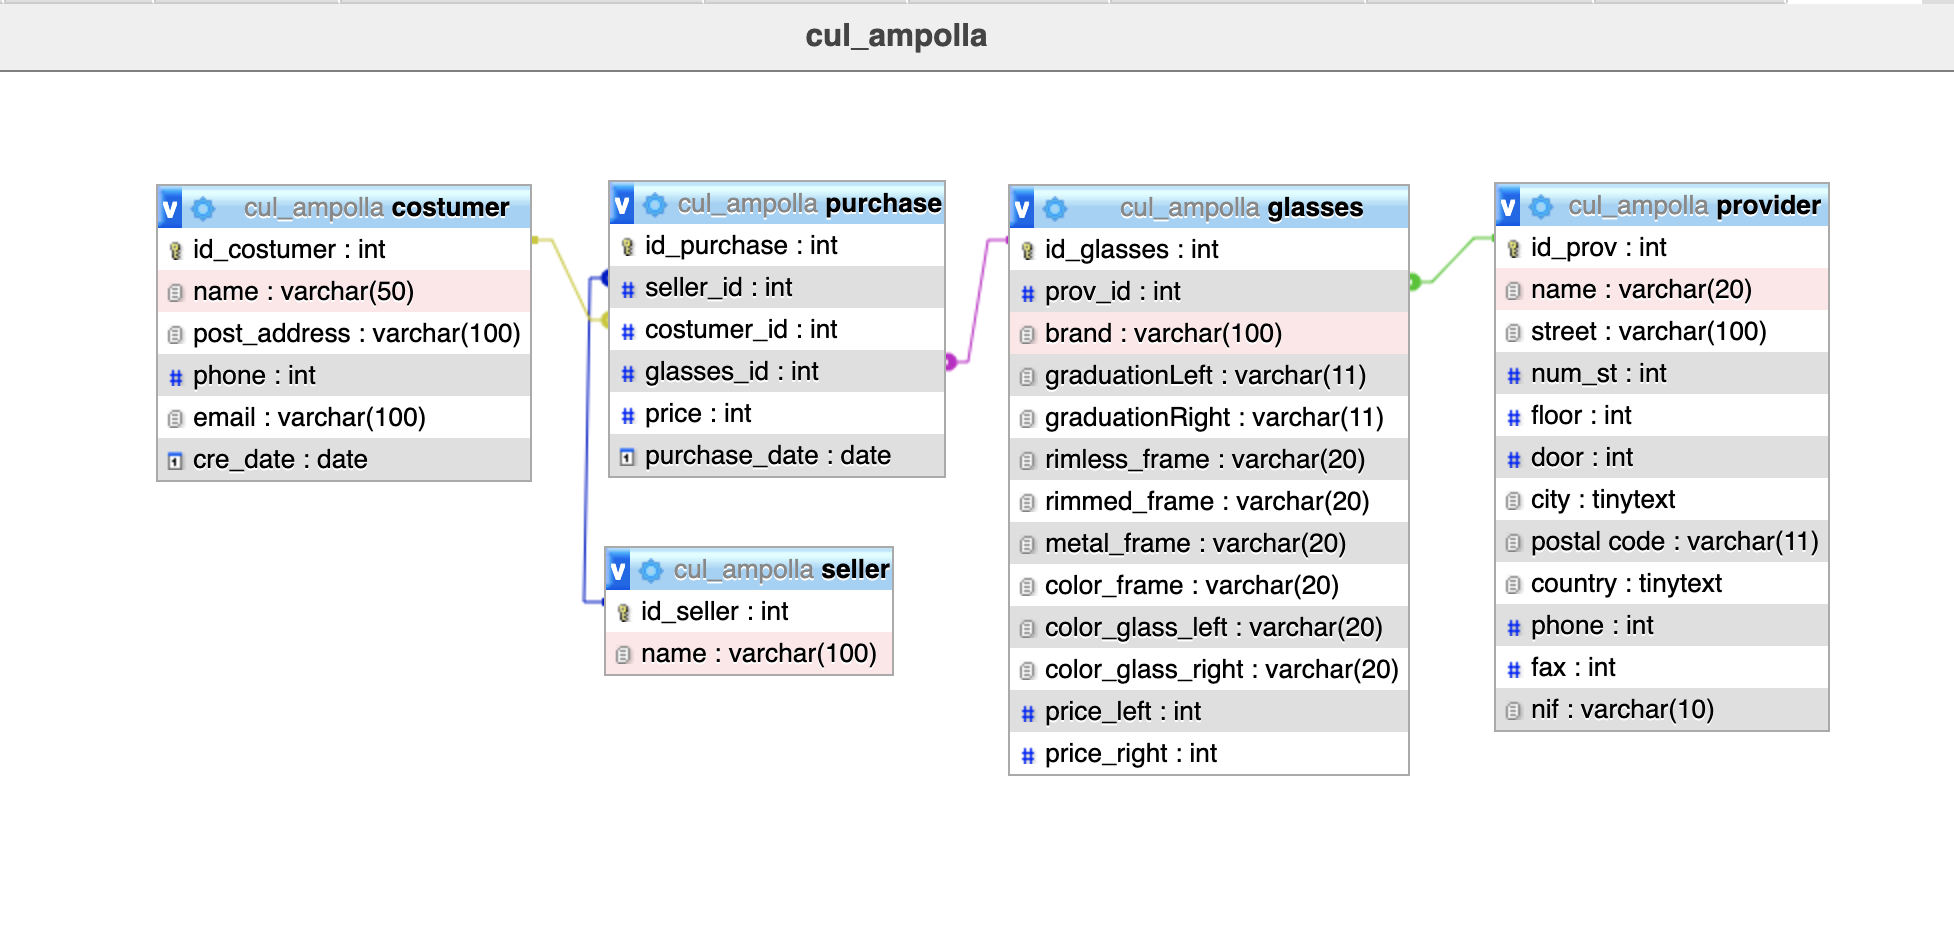 cul_ampolla
v cul_ampolla costumer
id_costumer : int
name : varchar(50)
post_address : varchar(100)
# phone : int
email : varchar(100)
cre_date : date
v cul_ampolla purchase
id_purchase : int
# seller_id : int
# costumer_id : int
# glasses_id : int
# price : int
purchase_date : date
v cul_ampolla seller
id_seller : int
name : varchar(100)
v cul_ampolla glasses
id_glasses : int
# prov_id : int
brand : varchar(100)
graduationLeft : varchar(11)
graduationRight : varchar(11)
rimless_frame : varchar(20)
rimmed_frame : varchar(20)
metal_frame : varchar(20)
color_frame : varchar(20)
color_glass_left : varchar(20)
color_glass_right : varchar(20)
# price_left : int
# price_right : int
v cul_ampolla provider
id_prov : int
name : varchar(20)
street : varchar(100)
# num_st : int
# floor : int
# door : int
city : tinytext
postal code : varchar(11)
country : tinytext
# phone : int
# fax : int
nif : varchar(10)